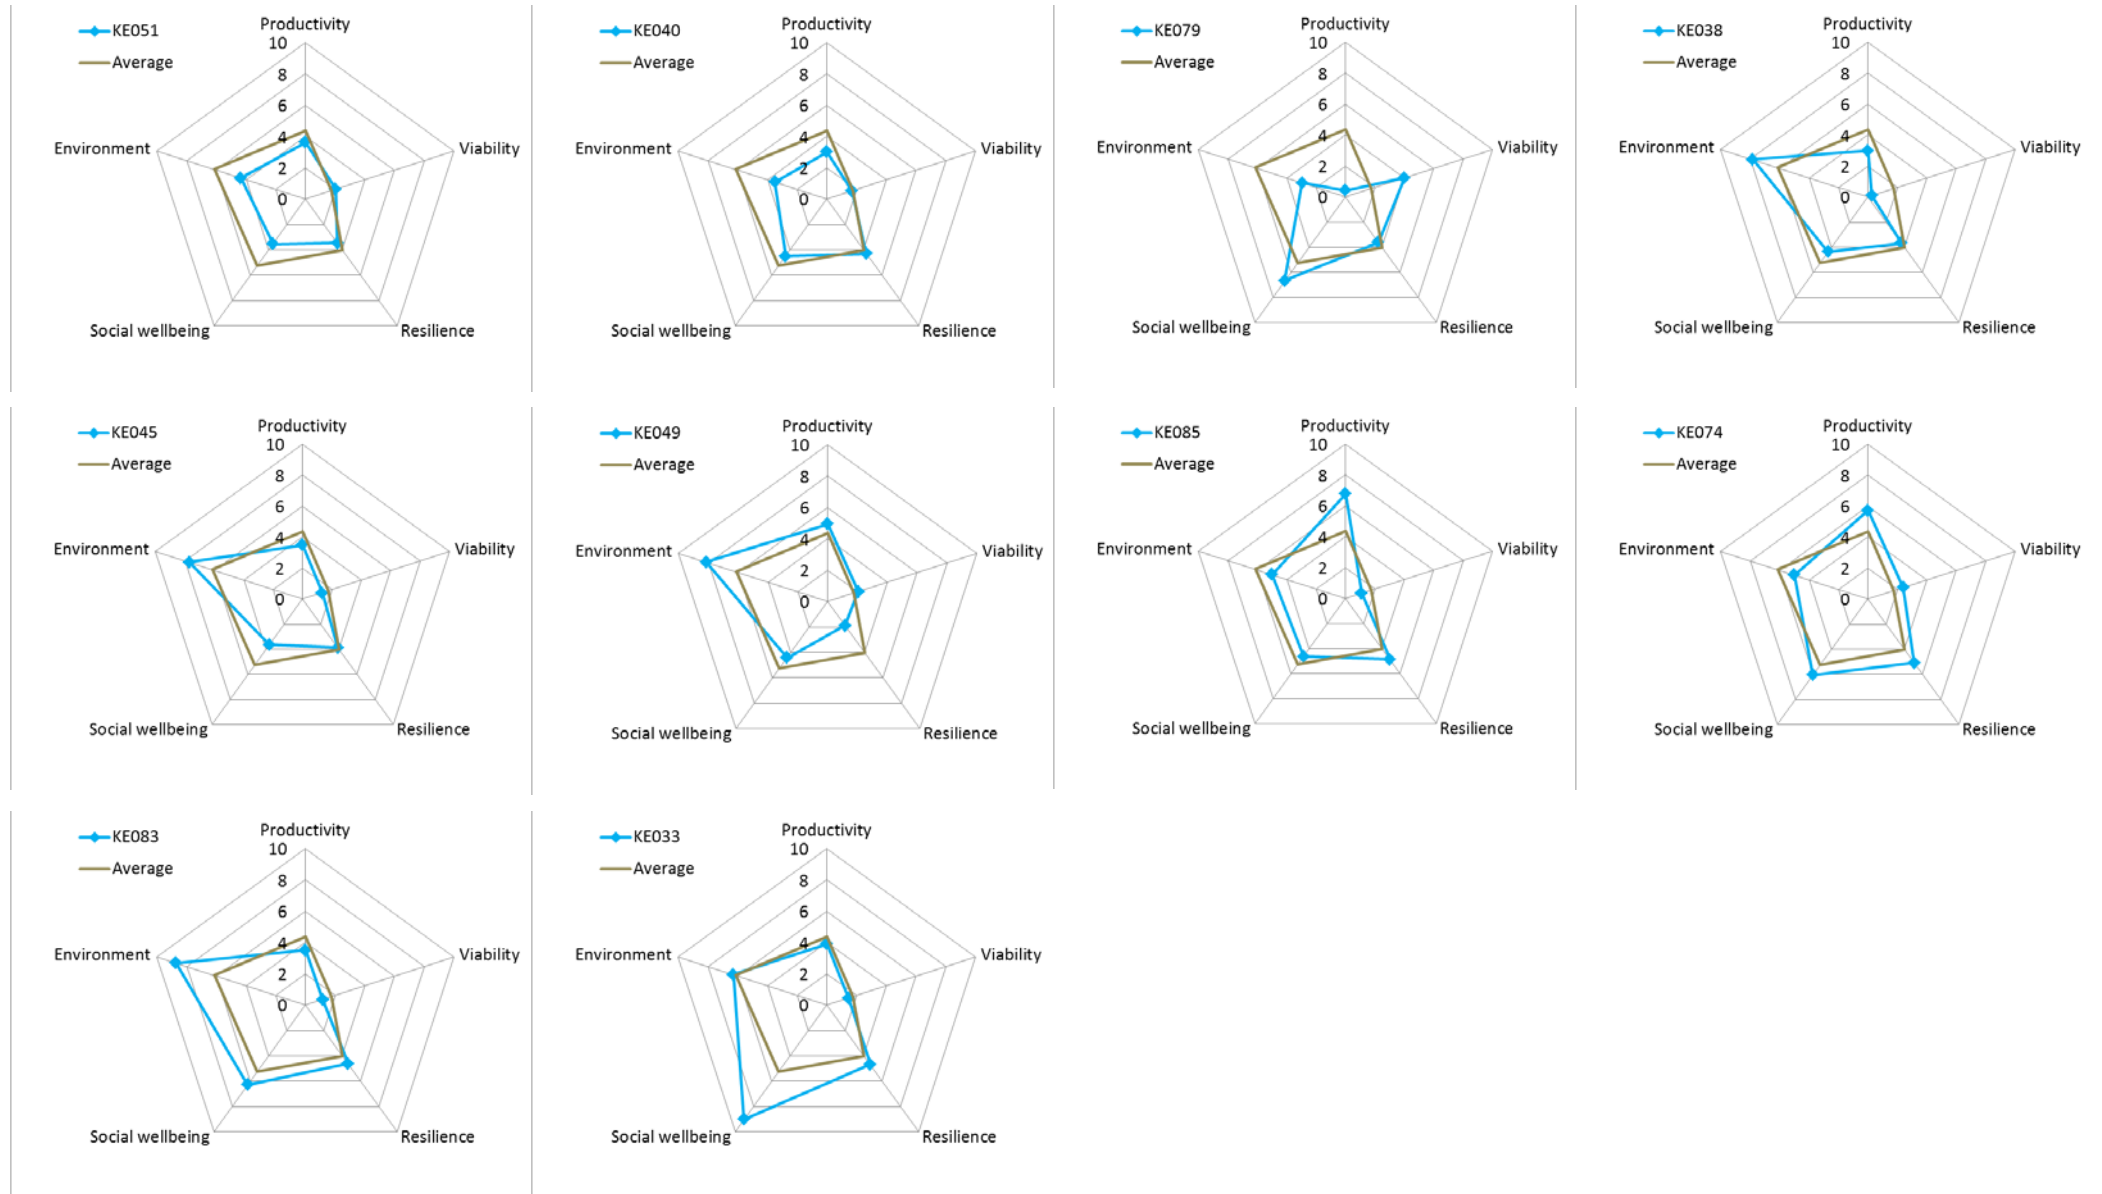 KE051
Average
Productivity
10
8
6
4
2
0
Environment
Viability
Social wellbeing
Resilience
KE040
Average
Productivity
10
8
6
4
2
0
Environment
Viability
Social wellbeing
Resilience
KE079
Average
Productivity
10
8
6
4
2
0
Environment
Viability
Social wellbeing
Resilience
KE038
Average
Productivity
10
8
6
4
2
0
Environment
Viability
Social wellbeing
Resilience
KE045
Average
Productivity
10
8
6
4
2
0
Environment
Viability
Social wellbeing
Resilience
KE049
Average
Productivity
10
8
6
4
2
0
Environment
Viability
Social wellbeing
Resilience
KE085
Average
Productivity
10
8
6
4
2
0
Environment
Viability
Social wellbeing
Resilience
KE074
Average
Productivity
10
8
6
4
2
0
Environment
Viability
Social wellbeing
Resilience
KE083
Average
Productivity
10
8
6
4
2
0
Environment
Viability
Social wellbeing
Resilience
KE033
Average
Productivity
10
8
6
4
2
0
Environment
Viability
Social wellbeing
Resilience